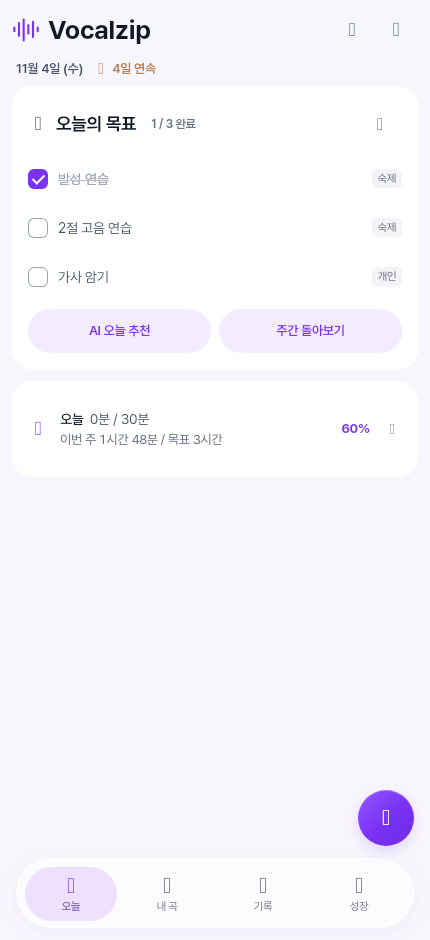 Vocalzip
11월 4일 (수) 4일 연속
오늘의 목표 1 / 3 완료
발성 연습 숙제
2절 고음 연습 숙제
가사 암기 개인
AI 오늘 추천 주간 돌아보기
오늘 0분 / 30분
이번 주 1시간 48분 / 목표 3시간 60%
오늘 내 곡 기록 성장